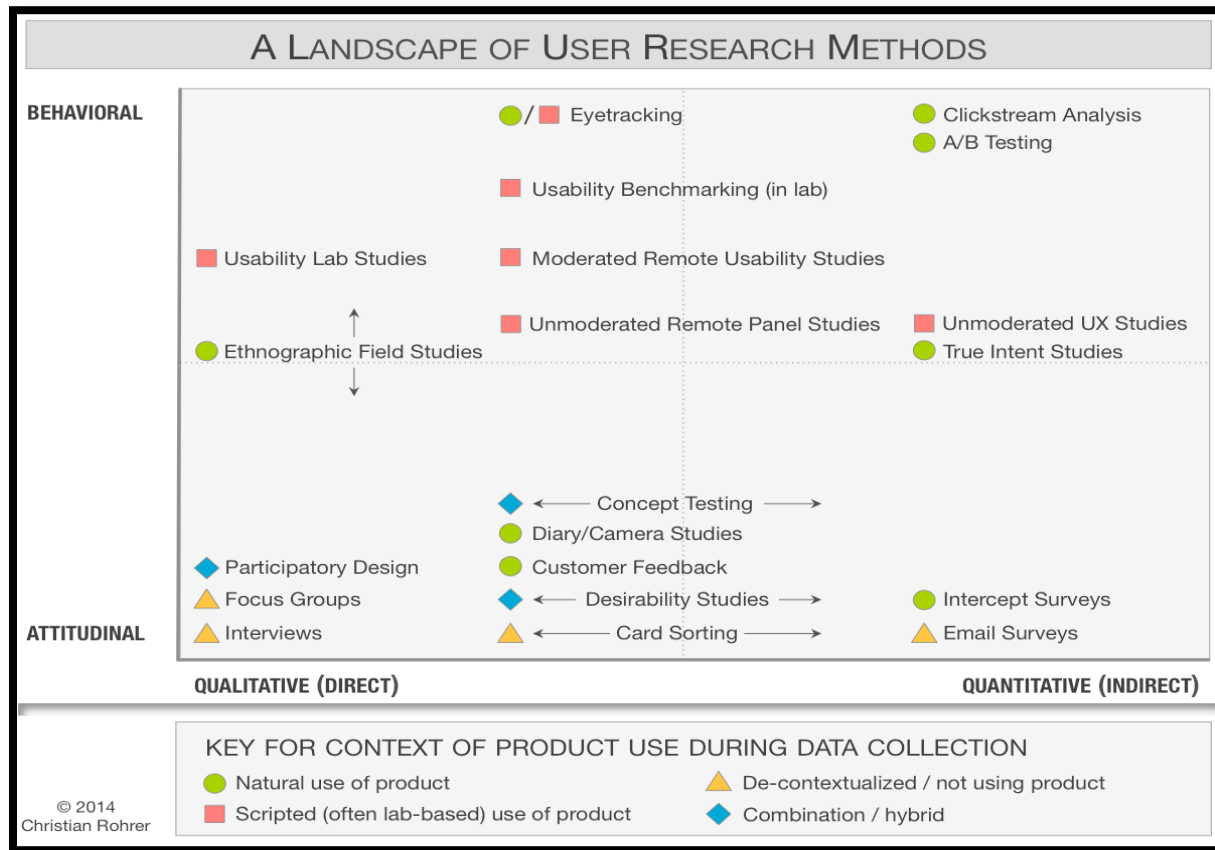 A LANDSCAPE OF USER RESEARCH METHODS
BEHAVIORAL
/ Eyetracking
Clickstream Analysis
A/B Testing
Usability Benchmarking (in lab)
Usability Lab Studies
Moderated Remote Usability Studies
Unmoderated Remote Panel Studies
Unmoderated UX Studies
Ethnographic Field Studies
True Intent Studies
Concept Testing
Diary/Camera Studies
Participatory Design
Customer Feedback
Focus Groups
Desirability Studies
Intercept Surveys
ATTITUDINAL
Interviews
Card Sorting
Email Surveys
QUALITATIVE (DIRECT)
QUANTITATIVE (INDIRECT)
KEY FOR CONTEXT OF PRODUCT USE DURING DATA COLLECTION
Natural use of product
De-contextualized / not using product
Scripted (often lab-based) use of product
Combination / hybrid
© 2014
Christian Rohrer